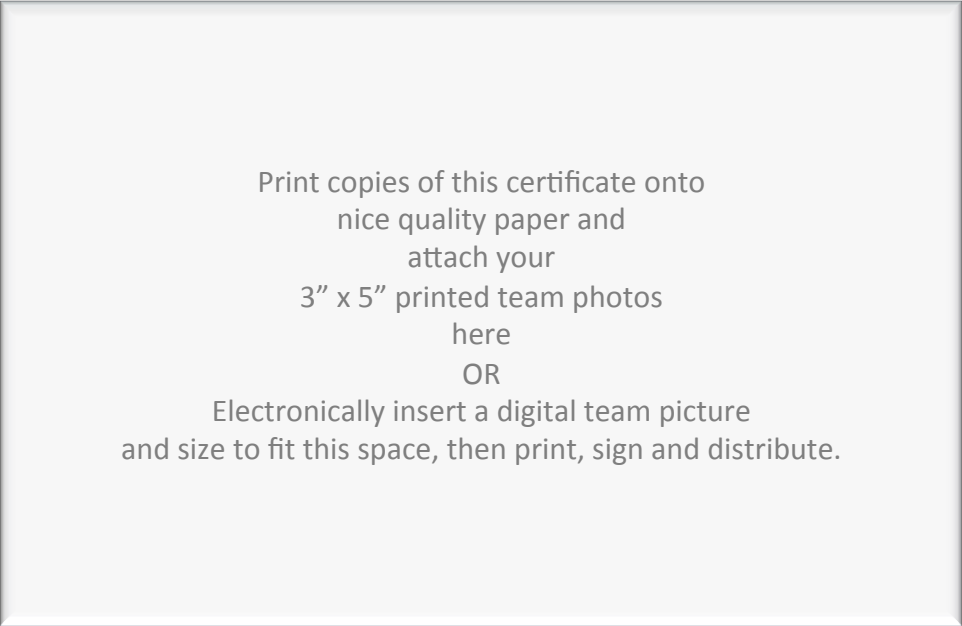 Print copies of this certificate onto
nice quality paper and
attach your
3” x 5” printed team photos
here
OR
Electronically insert a digital team picture
and size to fit this space, then print, sign and distribute.